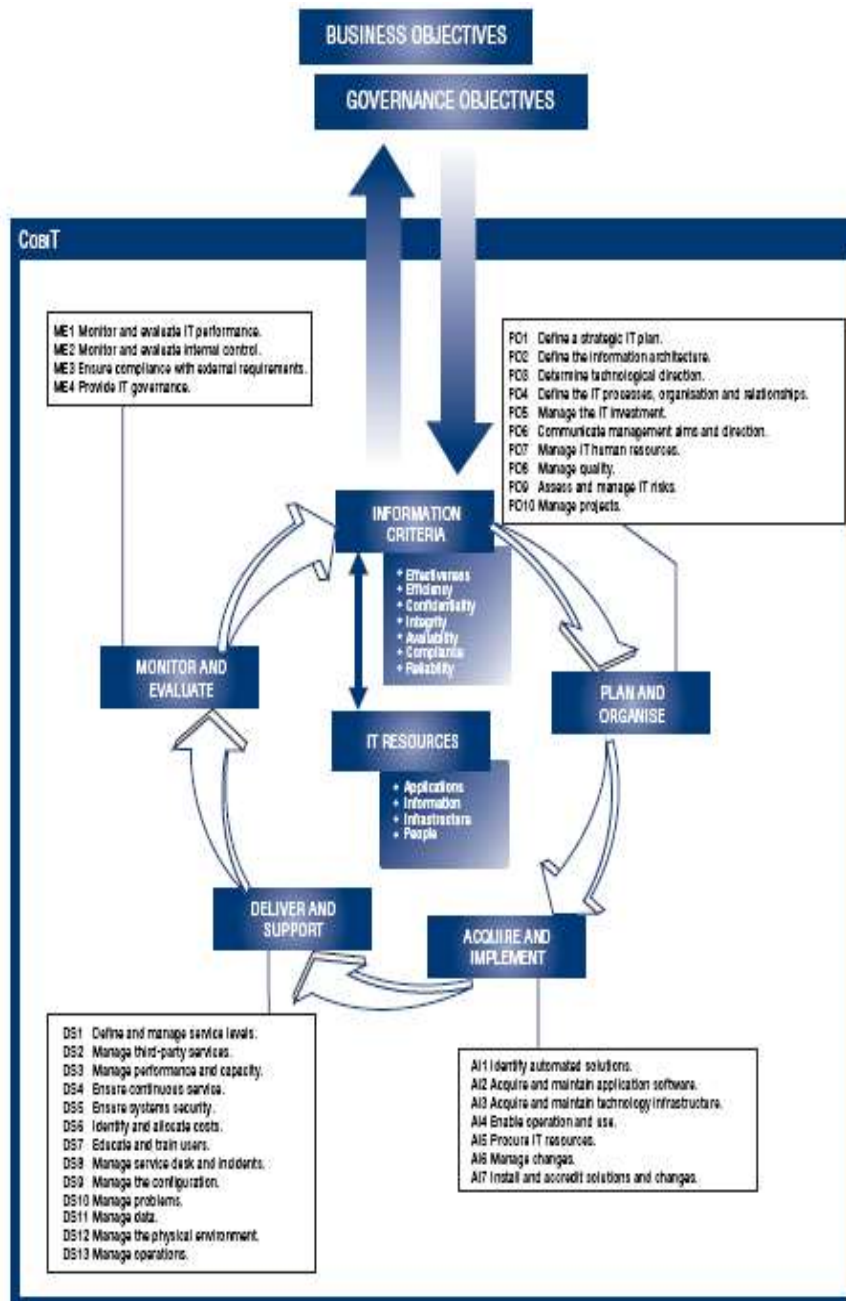 BUSINESS OBJECTIVES
GOVERNANCE OBJECTIVES
COBIT
ME1 Monitor and evaluate IT performance.
ME2 Monitor and evaluate internal control.
ME3 Ensure compliance with external requirements.
ME4 Provide IT governance.
PO1 Define a strategic IT plan.
PO2 Define the information architecture.
PO3 Determine technological direction.
PO4 Define the IT processes, organisation and relationships.
PO5 Manage the IT investment.
PO6 Communicate management aims and direction.
PO7 Manage IT human resources.
PO8 Manage quality.
PO9 Assess and manage IT risks.
PO10 Manage projects.
INFORMATION
CRITERIA
• Effectiveness
• Efficiency
• Confidentiality
• Integrity
• Availability
• Compliance
• Reliability
MONITOR AND
EVALUATE
PLAN AND
ORGANISE
IT RESOURCES
• Applications
• Information
• Infrastructure
• People
DELIVER AND
SUPPORT
ACQUIRE AND
IMPLEMENT
DS1 Define and manage service levels.
DS2 Manage third-party services.
DS3 Manage performance and capacity.
DS4 Ensure continuous service.
DS5 Ensure systems security.
DS6 Identify and allocate costs.
DS7 Educate and train users.
DS8 Manage service desk and incidents.
DS9 Manage the configuration.
DS10 Manage problems.
DS11 Manage data.
DS12 Manage the physical environment.
DS13 Manage operations.
AI1 Identify automated solutions.
AI2 Acquire and maintain application software.
AI3 Acquire and maintain technology infrastructure.
AI4 Enable operation and use.
AI5 Procure IT resources.
AI6 Manage changes.
AI7 Install and accredit solutions and changes.